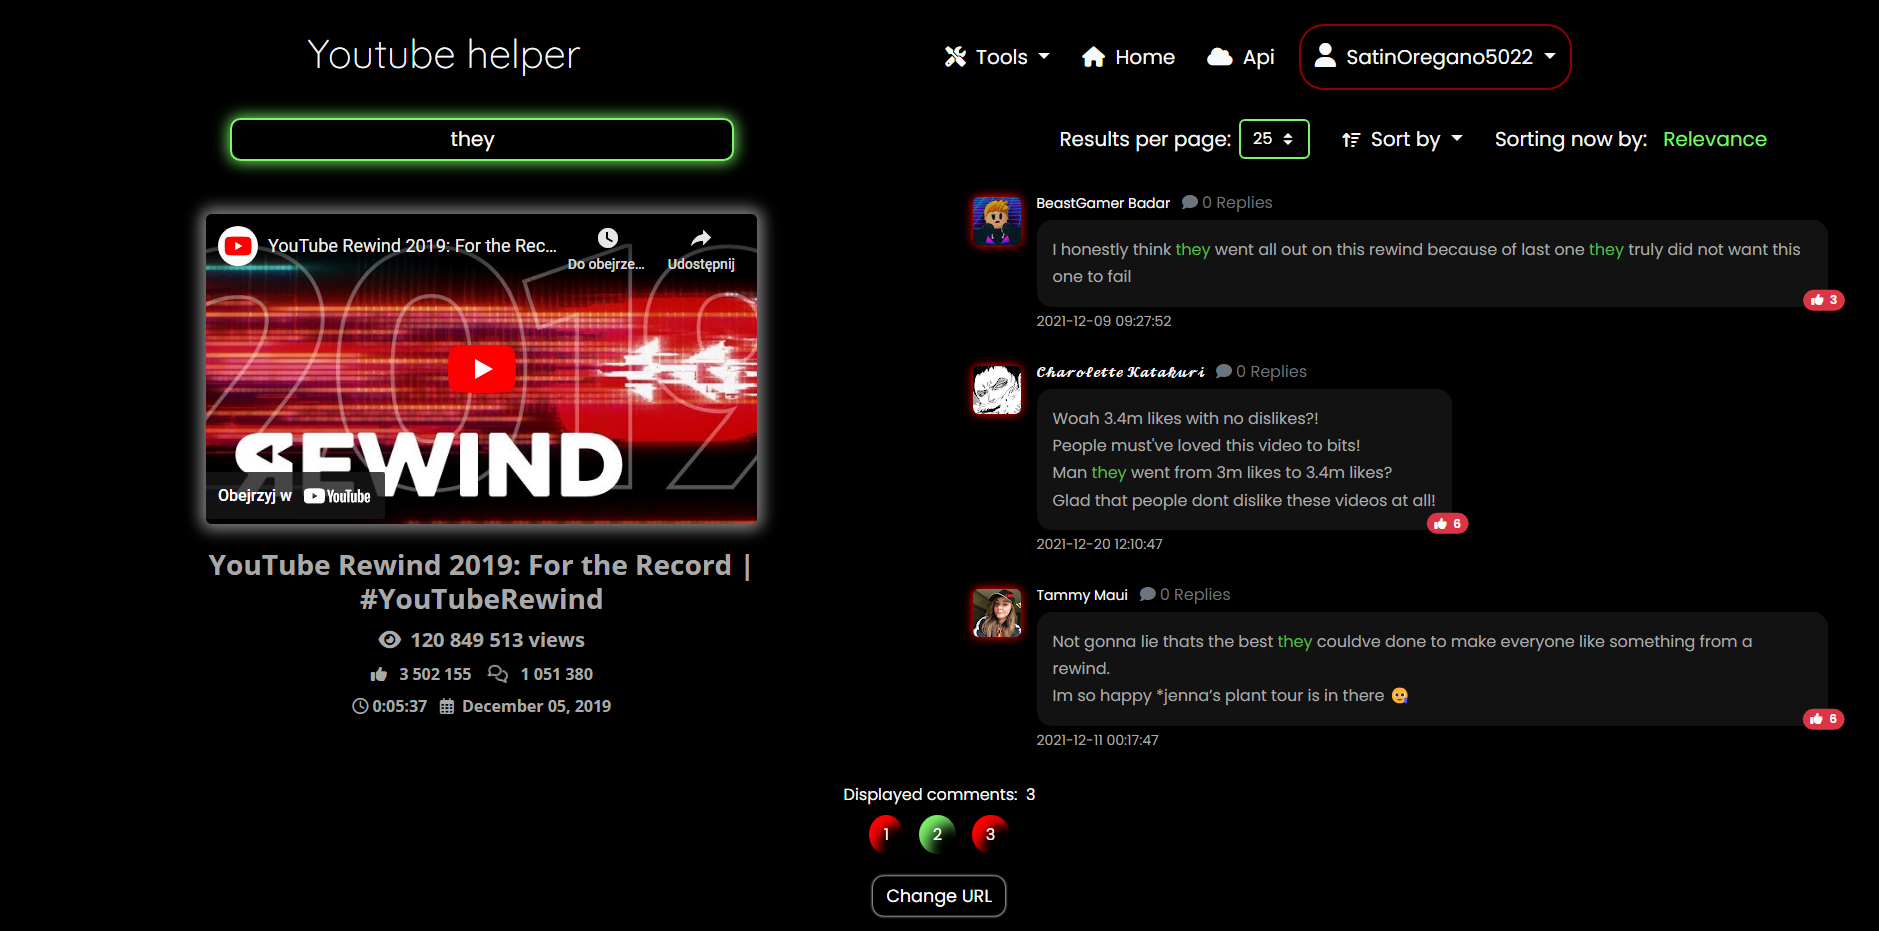 Youtube helper
Tools
Home
Api
SatinOregano5022
they
Results per page: 25
Sort by
Sorting now by: Relevance
YouTube Rewind 2019: For the Rec...
Do obejrze...
Udostępnij
2019
REWIND
Obejrzyj w YouTube
YouTube Rewind 2019: For the Record |
#YouTubeRewind
120 849 513 views
3 502 155 1 051 380
0:05:37 December 05, 2019
BeastGamer Badar 0 Replies
I honestly think they went all out on this rewind because of last one they truly did not want this
one to fail
3
2021-12-09 09:27:52
𝓒𝓱𝓪𝓻𝓸𝓵𝓮𝓽𝓽𝓮 𝓚𝓪𝓽𝓪𝓴𝓾𝓻𝓲 0 Replies
Woah 3.4m likes with no dislikes?!
People must've loved this video to bits!
Man they went from 3m likes to 3.4m likes?
Glad that people dont dislike these videos at all!
6
2021-12-20 12:10:47
Tammy Maui 0 Replies
Not gonna lie thats the best they couldve done to make everyone like something from a
rewind.
Im so happy *jenna’s plant tour is in there 🥲
6
2021-12-11 00:17:47
Displayed comments: 3
1 2 3
Change URL